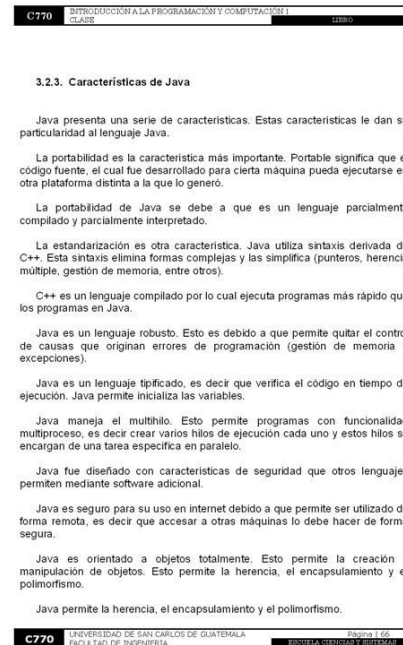 C770
INTRODUCCIÓN A LA PROGRAMACIÓN Y COMPUTACIÓN 1
CLASE
LIBRO
3.2.3. Características de Java
Java presenta una serie de características. Estas características le dan s
particularidad al lenguaje Java.
La portabilidad es la característica más importante. Portable significa que e
código fuente, el cual fue desarrollado para cierta máquina pueda ejecutarse e
otra plataforma distinta a la que lo generó.
La portabilidad de Java se debe a que es un lenguaje parcialment
compilado y parcialmente interpretado.
La estandarización es otra característica. Java utiliza sintaxis derivada d
C++. Esta sintaxis elimina formas complejas y las simplifica (punteros, herenci
múltiple, gestión de memoria, entre otros).
C++ es un lenguaje compilado por lo cual ejecuta programas más rápido qu
los programas en Java.
Java es un lenguaje robusto. Esto es debido a que permite quitar el contro
de causas que originan errores de programación (gestión de memoria
excepciones).
Java es un lenguaje tipificado, es decir que verifica el código en tiempo d
ejecución. Java permite inicializa las variables.
Java maneja el multihilo. Esto permite programas con funcionalida
multiproceso, es decir crear varios hilos de ejecución cada uno y estos hilos s
encargan de una tarea especifica en paralelo.
Java fue diseñado con características de seguridad que otros lenguaje
permiten mediante software adicional.
Java es seguro para su uso en internet debido a que permite ser utilizado d
forma remota, es decir que accesar a otras máquinas lo debe hacer de form
segura.
Java es orientado a objetos totalmente. Esto permite la creación
manipulación de objetos. Esto permite la herencia, el encapsulamiento y e
polimorfismo.
Java permite la herencia, el encapsulamiento y el polimorfismo.
C770
UNIVERSIDAD DE SAN CARLOS DE GUATEMALA
Página | 66
FACULTAD DE INGENIERÍA
ESCUELA CIENCIAS Y SISTEMAS